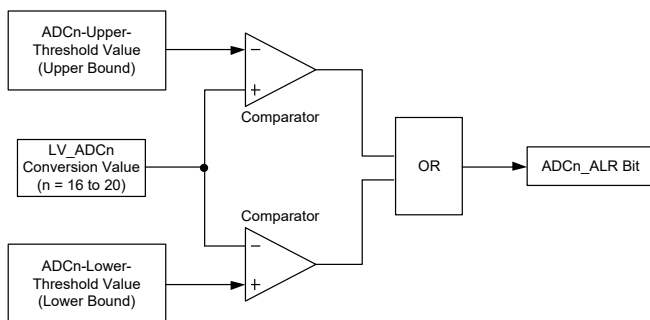 ADCn-Upper-
Threshold Value
(Upper Bound)
−
+
Comparator
LV_ADCn
Conversion Value
(n = 16 to 20)
OR
ADCn_ALR Bit
Comparator
−
+
ADCn-Lower-
Threshold Value
(Lower Bound)